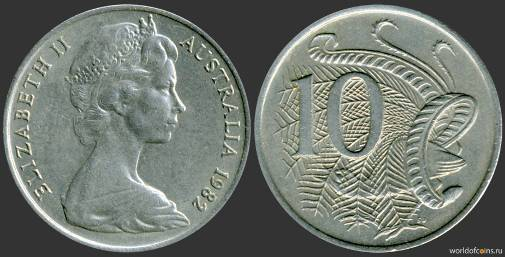 ELIZABETH II
AUSTRALIA 1982
10
worldofcoins.ru